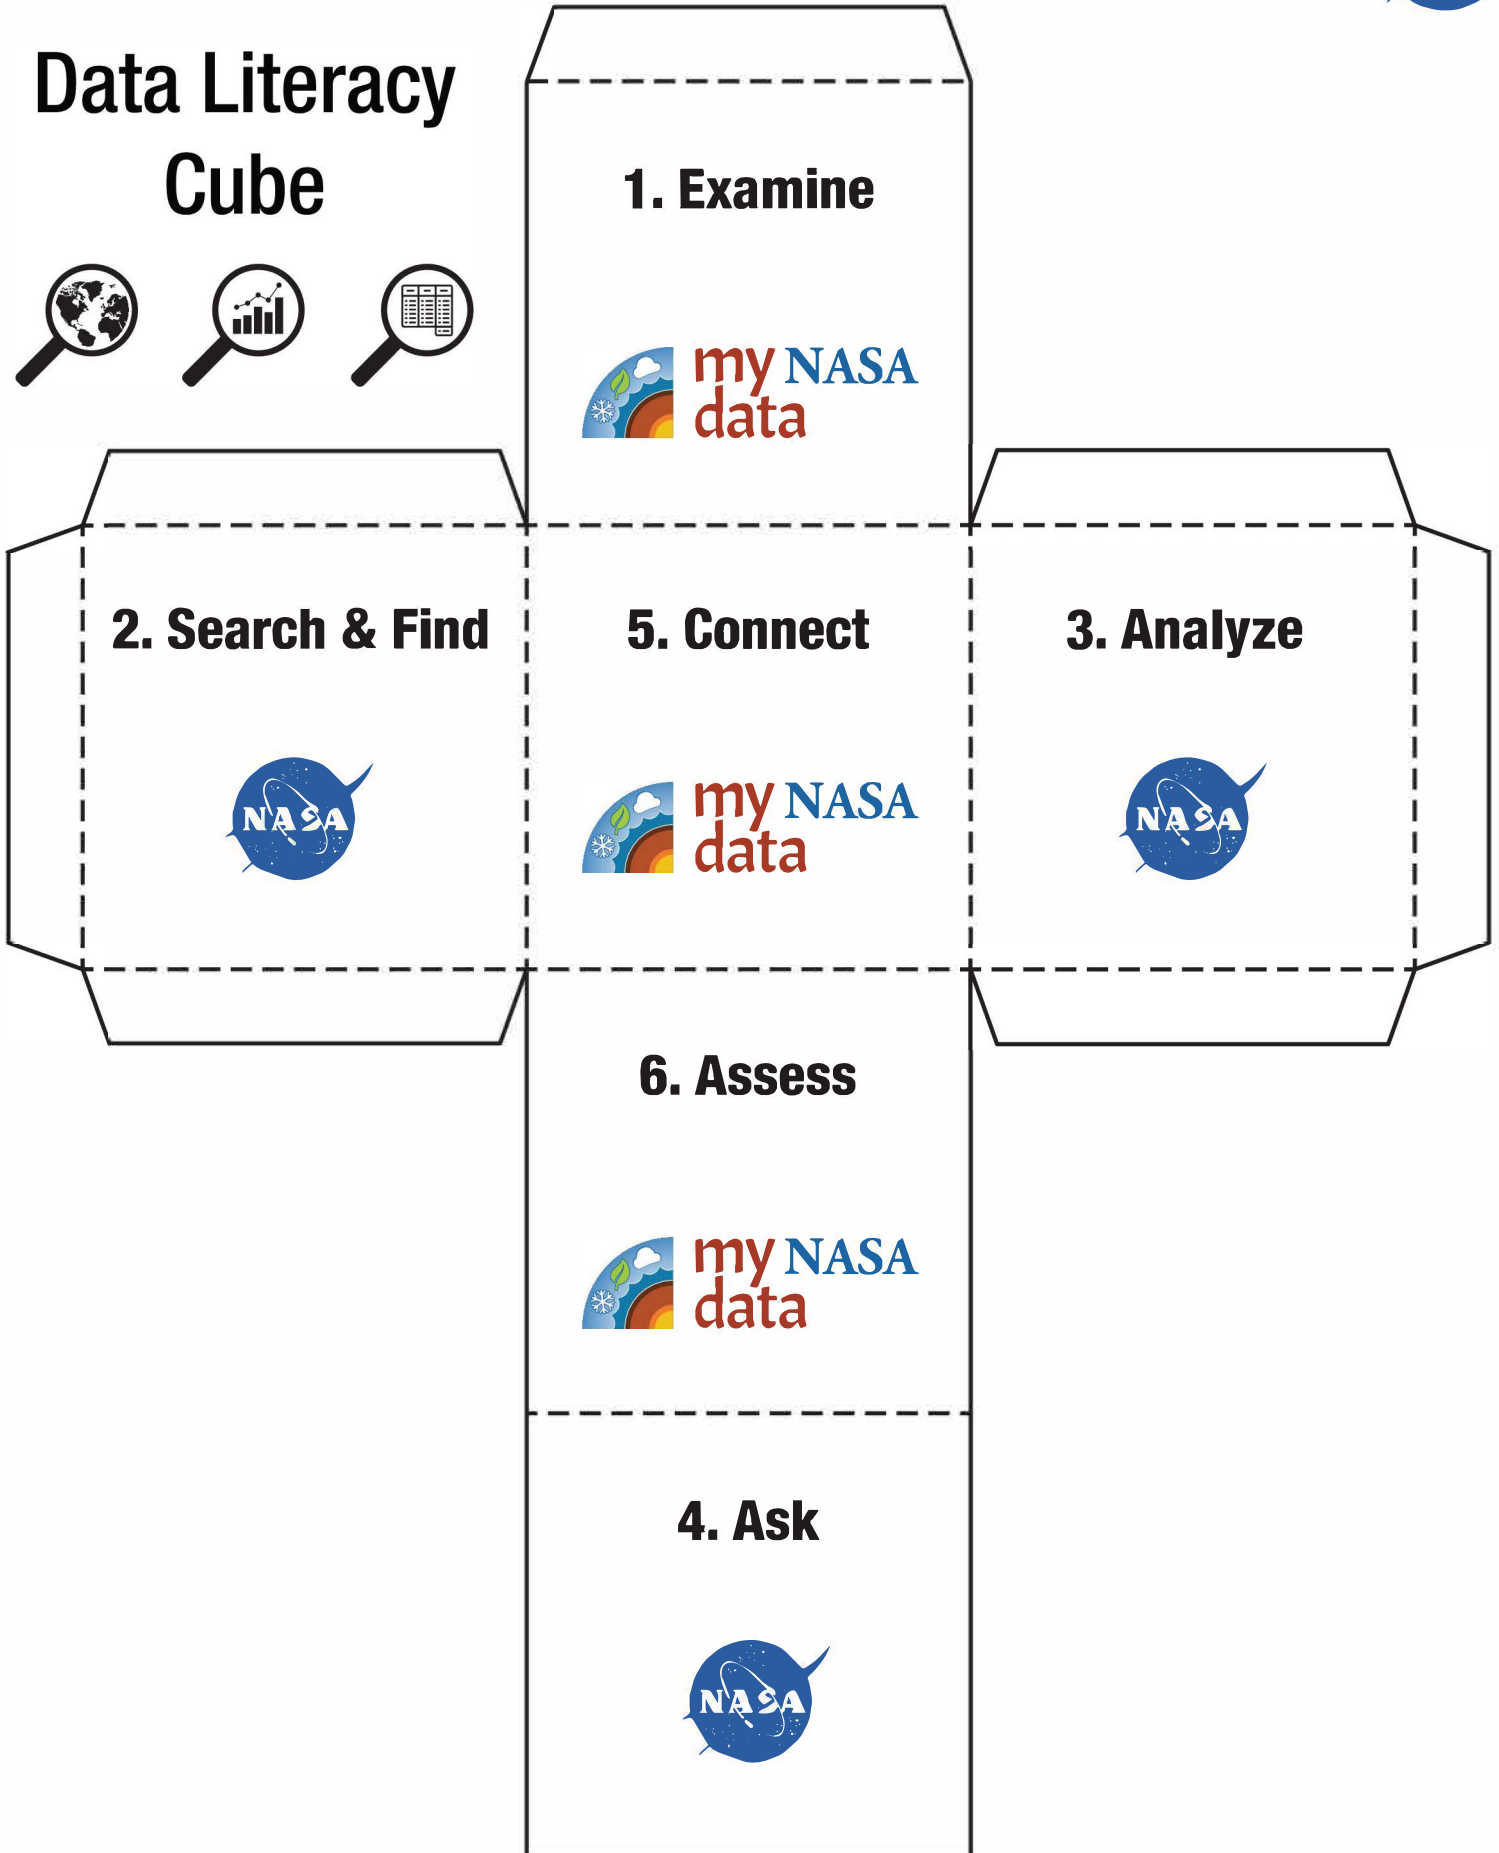 Data Literacy
Cube
1. Examine
my NASA
data
2. Search & Find
5. Connect
3. Analyze
NASA
my NASA
data
NASA
6. Assess
my NASA
data
4. Ask
NASA